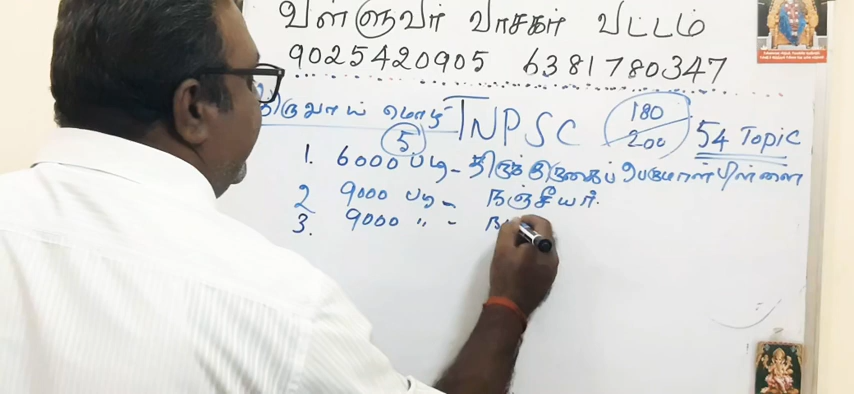 வள்ளுவர் வாசகர் வட்டம்
9025420905 6381780347
திருவாய் மொழி TNPSC 180/200 54 Topic
5
1. 6000 படி - திருக்குருகைப் பெருமாள் பிள்ளை
2 9000 படி - நஞ்சீயர்.
3. 9000 " - ந